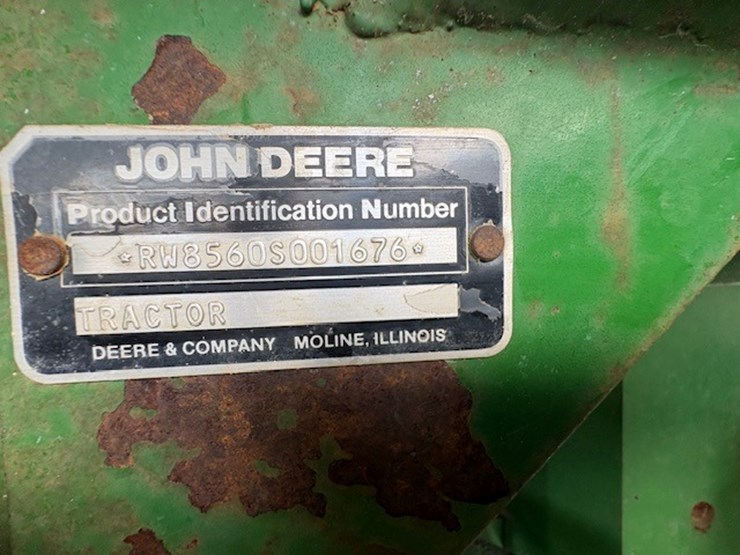 JOHN DEERE
Product Identification Number
*RW8560S001676*
TRACTOR
DEERE & COMPANY MOLINE, ILLINOIS